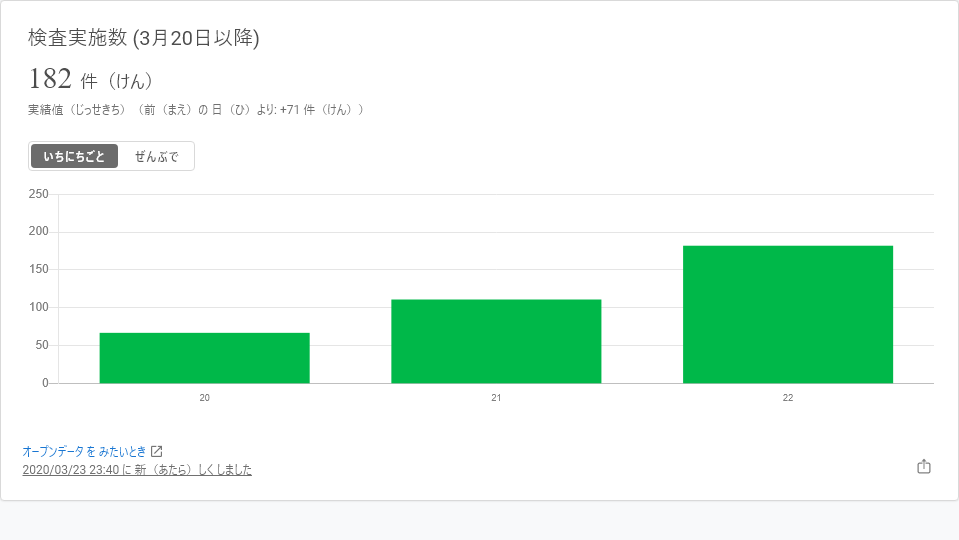 検査実施数 (3月20日以降)
182 件（けん）
実績値（じっせきち）（前（まえ）の 日（ひ）より: +71 件（けん））
いちにちごと ぜんぶで
250
200
150
100
50
0
20 21 22
オープンデータ を みたいとき
2020/03/23 23:40 に 新（あたら）しく しました